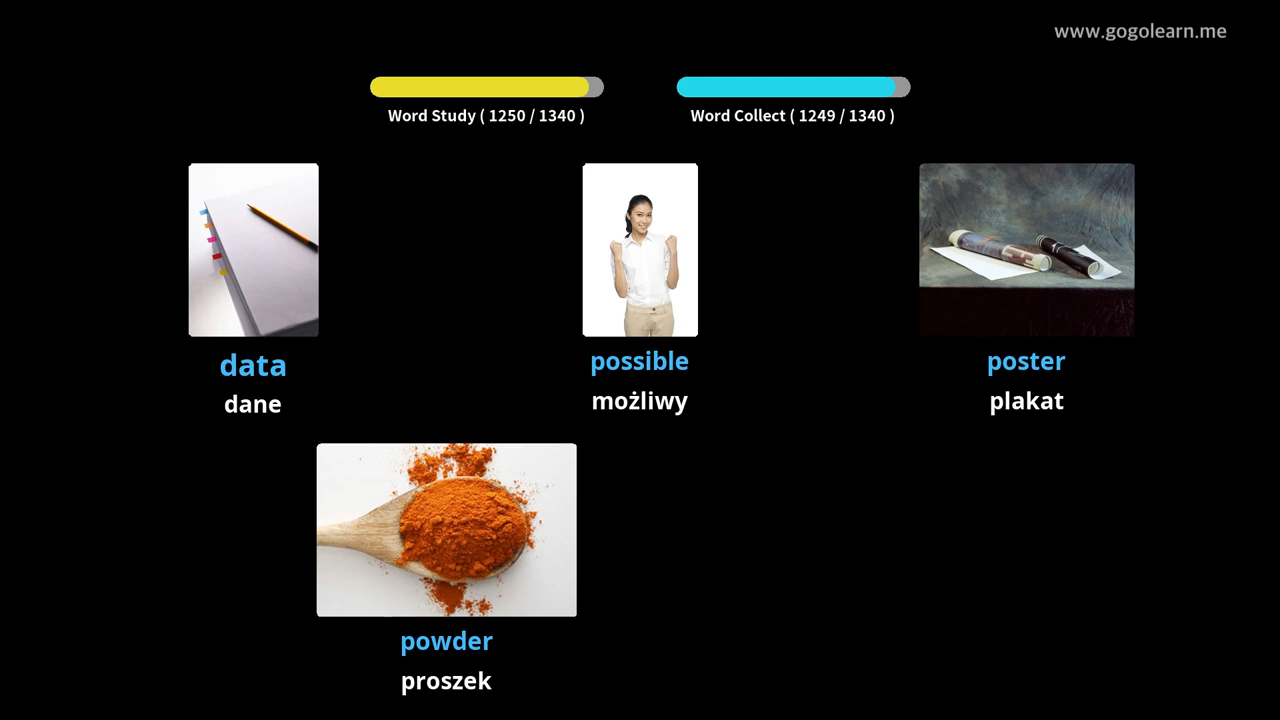 www.gogolearn.me
Word Study ( 1250 / 1340 )
Word Collect ( 1249 / 1340 )
data
dane
possible
możliwy
poster
plakat
powder
proszek